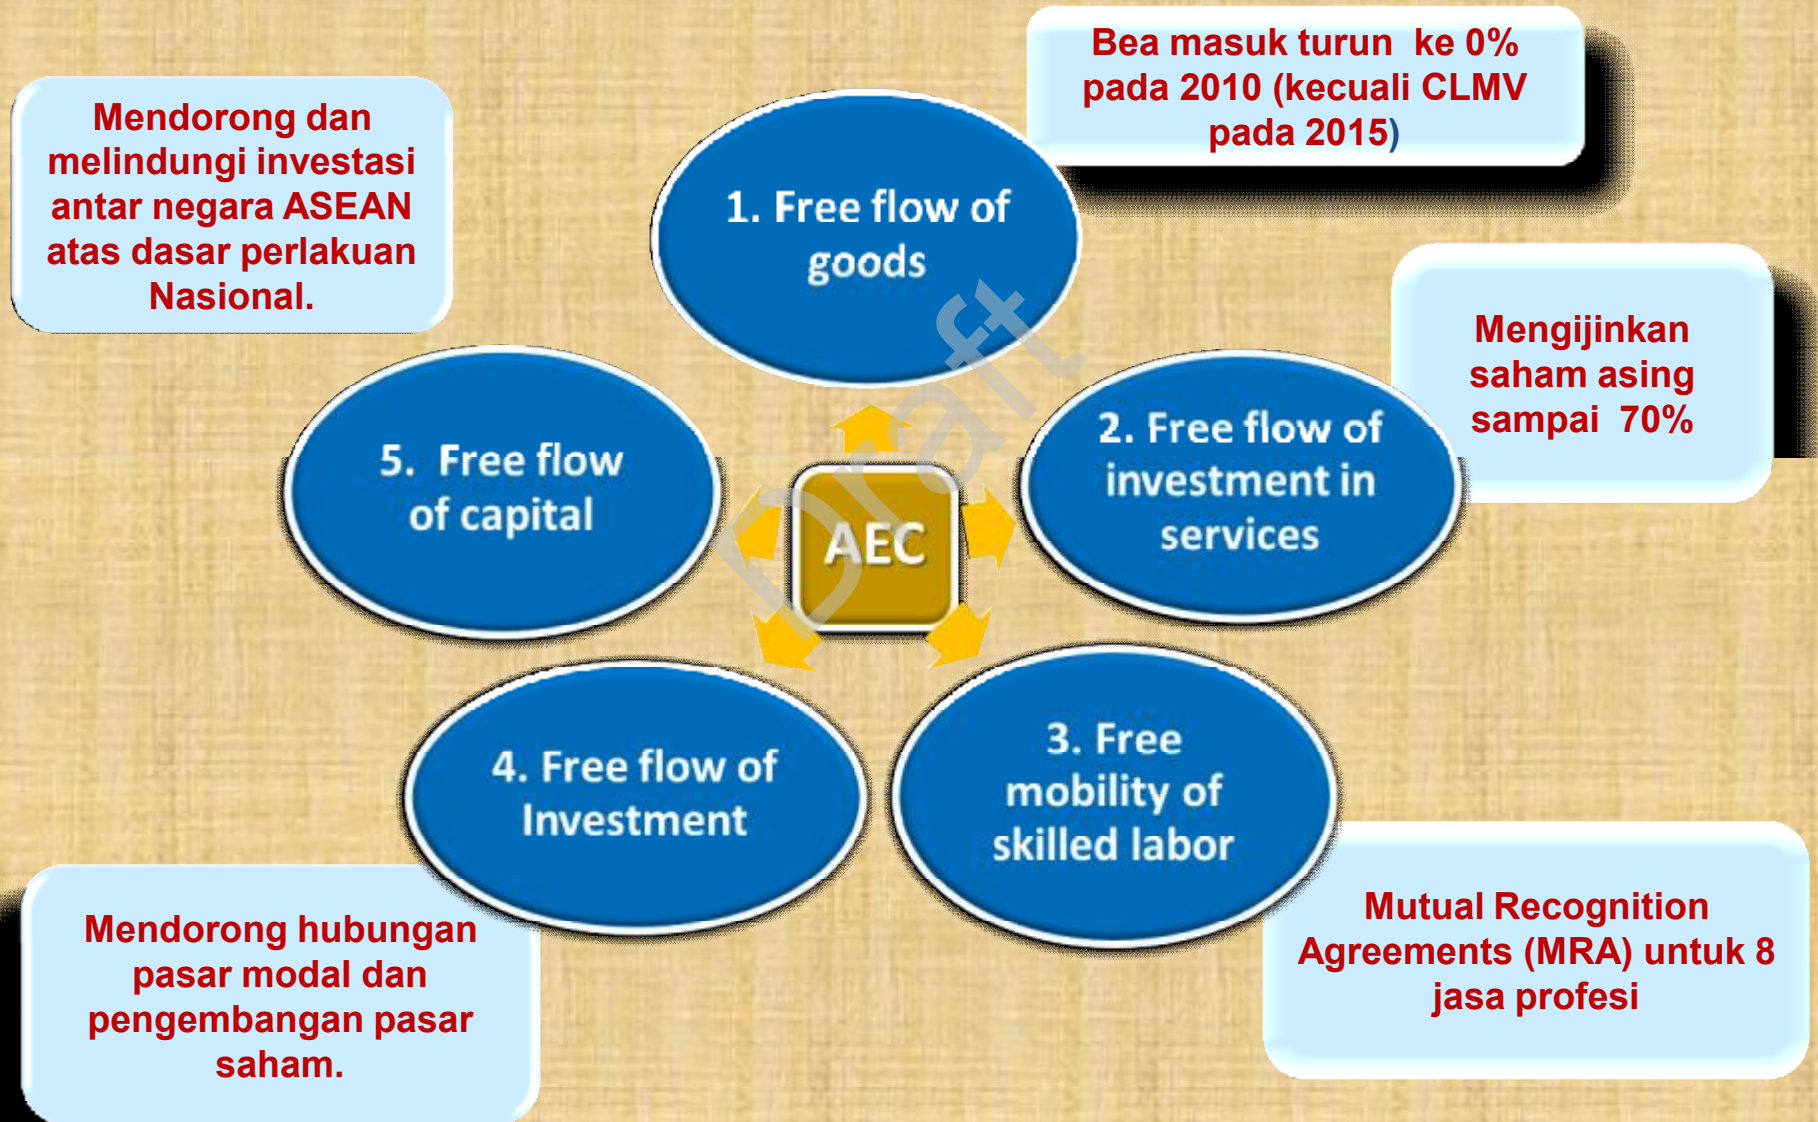 Bea masuk turun ke 0%
pada 2010 (kecuali CLMV
pada 2015)
Mendorong dan
melindungi investasi
antar negara ASEAN
atas dasar perlakuan
Nasional.
1. Free flow of
goods
Mengijinkan
saham asing
sampai 70%
2. Free flow of
investment in
services
5. Free flow
of capital
AEC
Draft
4. Free flow of
Investment
3. Free
mobility of
skilled labor
Mendorong hubungan
pasar modal dan
pengembangan pasar
saham.
Mutual Recognition
Agreements (MRA) untuk 8
jasa profesi